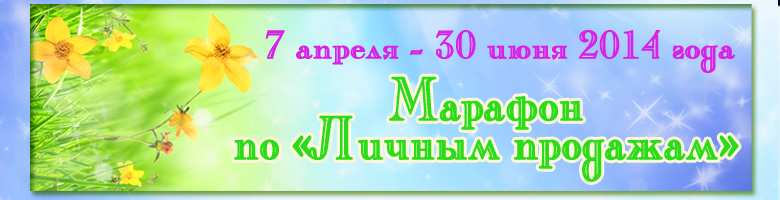 7 апреля - 30 июня 2014 года
Марафон
по «Личным продажам»